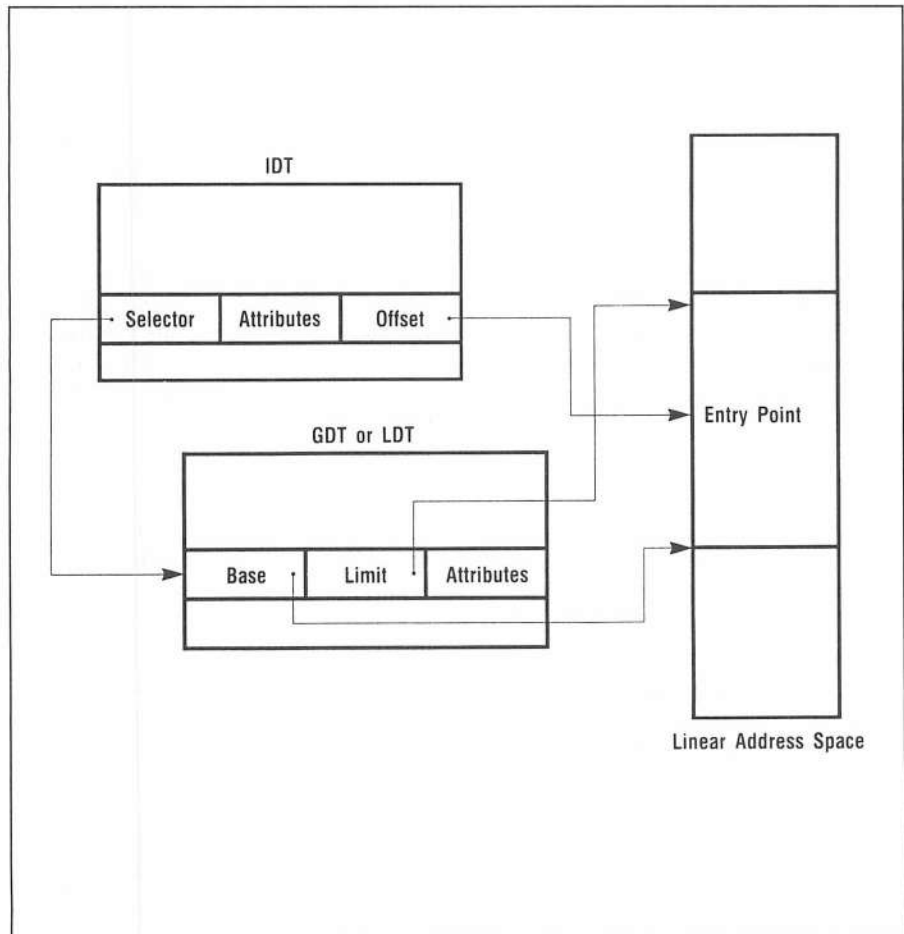 IDT
Selector Attributes Offset
GDT or LDT
Entry Point
Base Limit Attributes
Linear Address Space